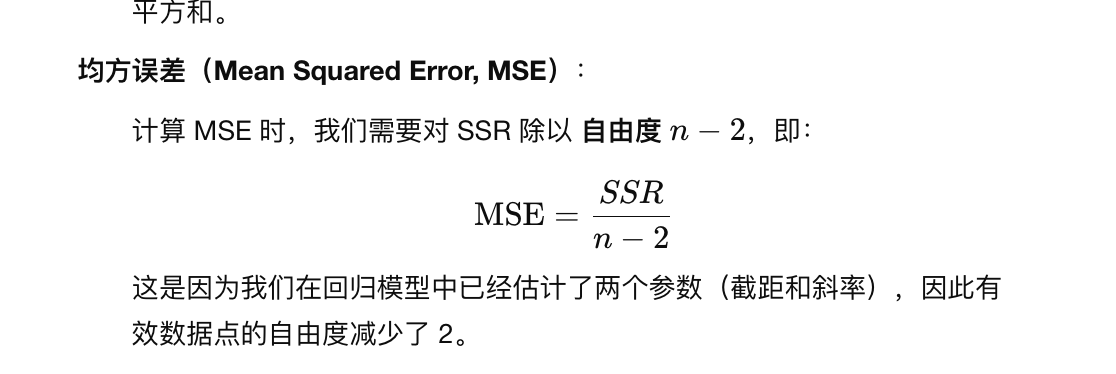 平方和。
均方误差（Mean Squared Error, MSE）：
计算 MSE 时，我们需要对 SSR 除以 自由度 n − 2，即：
MSE = SSR / n − 2
这是因为我们在回归模型中已经估计了两个参数（截距和斜率），因此有
效数据点的自由度减少了 2。